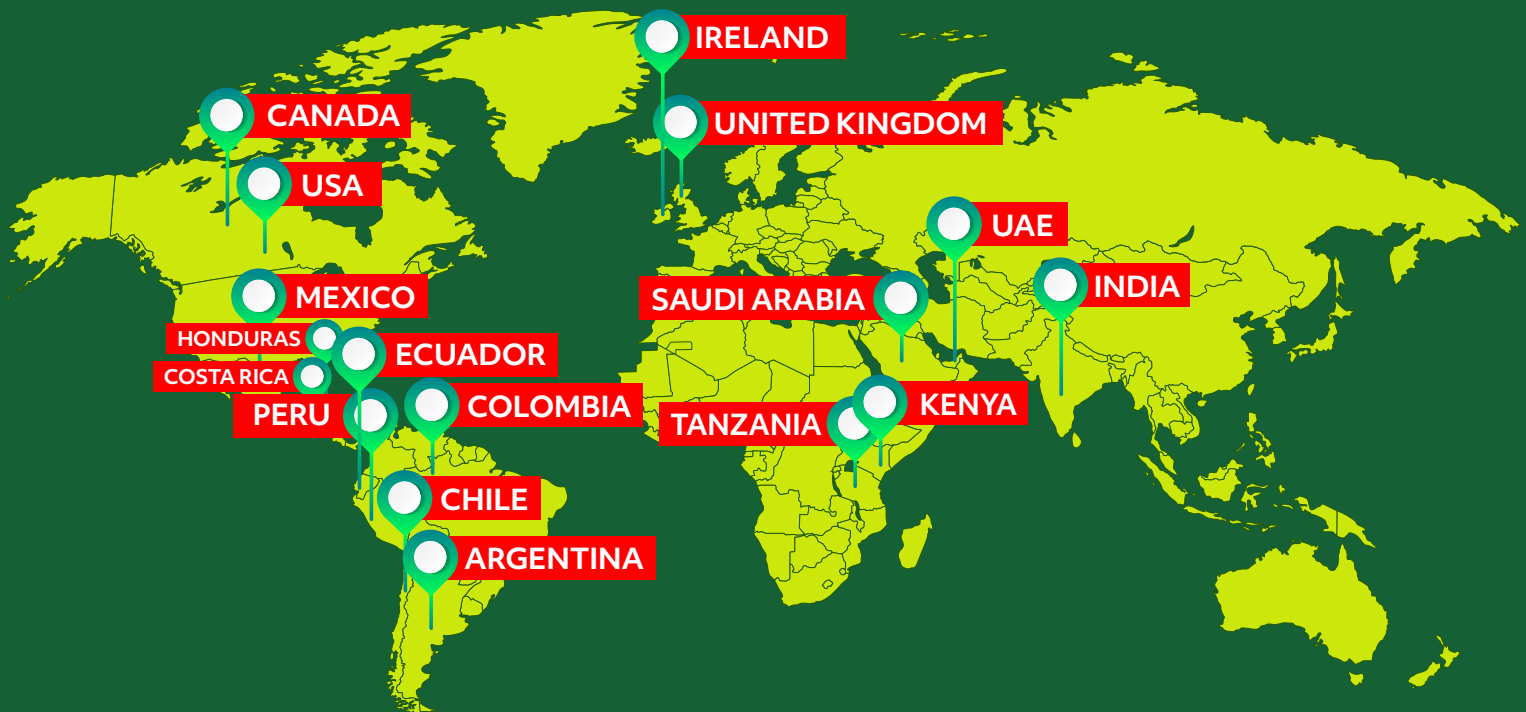 IRELAND
CANADA
UNITED KINGDOM
USA
UAE
INDIA
MEXICO
SAUDI ARABIA
HONDURAS
ECUADOR
COSTA RICA
PERU
COLOMBIA
KENYA
TANZANIA
CHILE
ARGENTINA